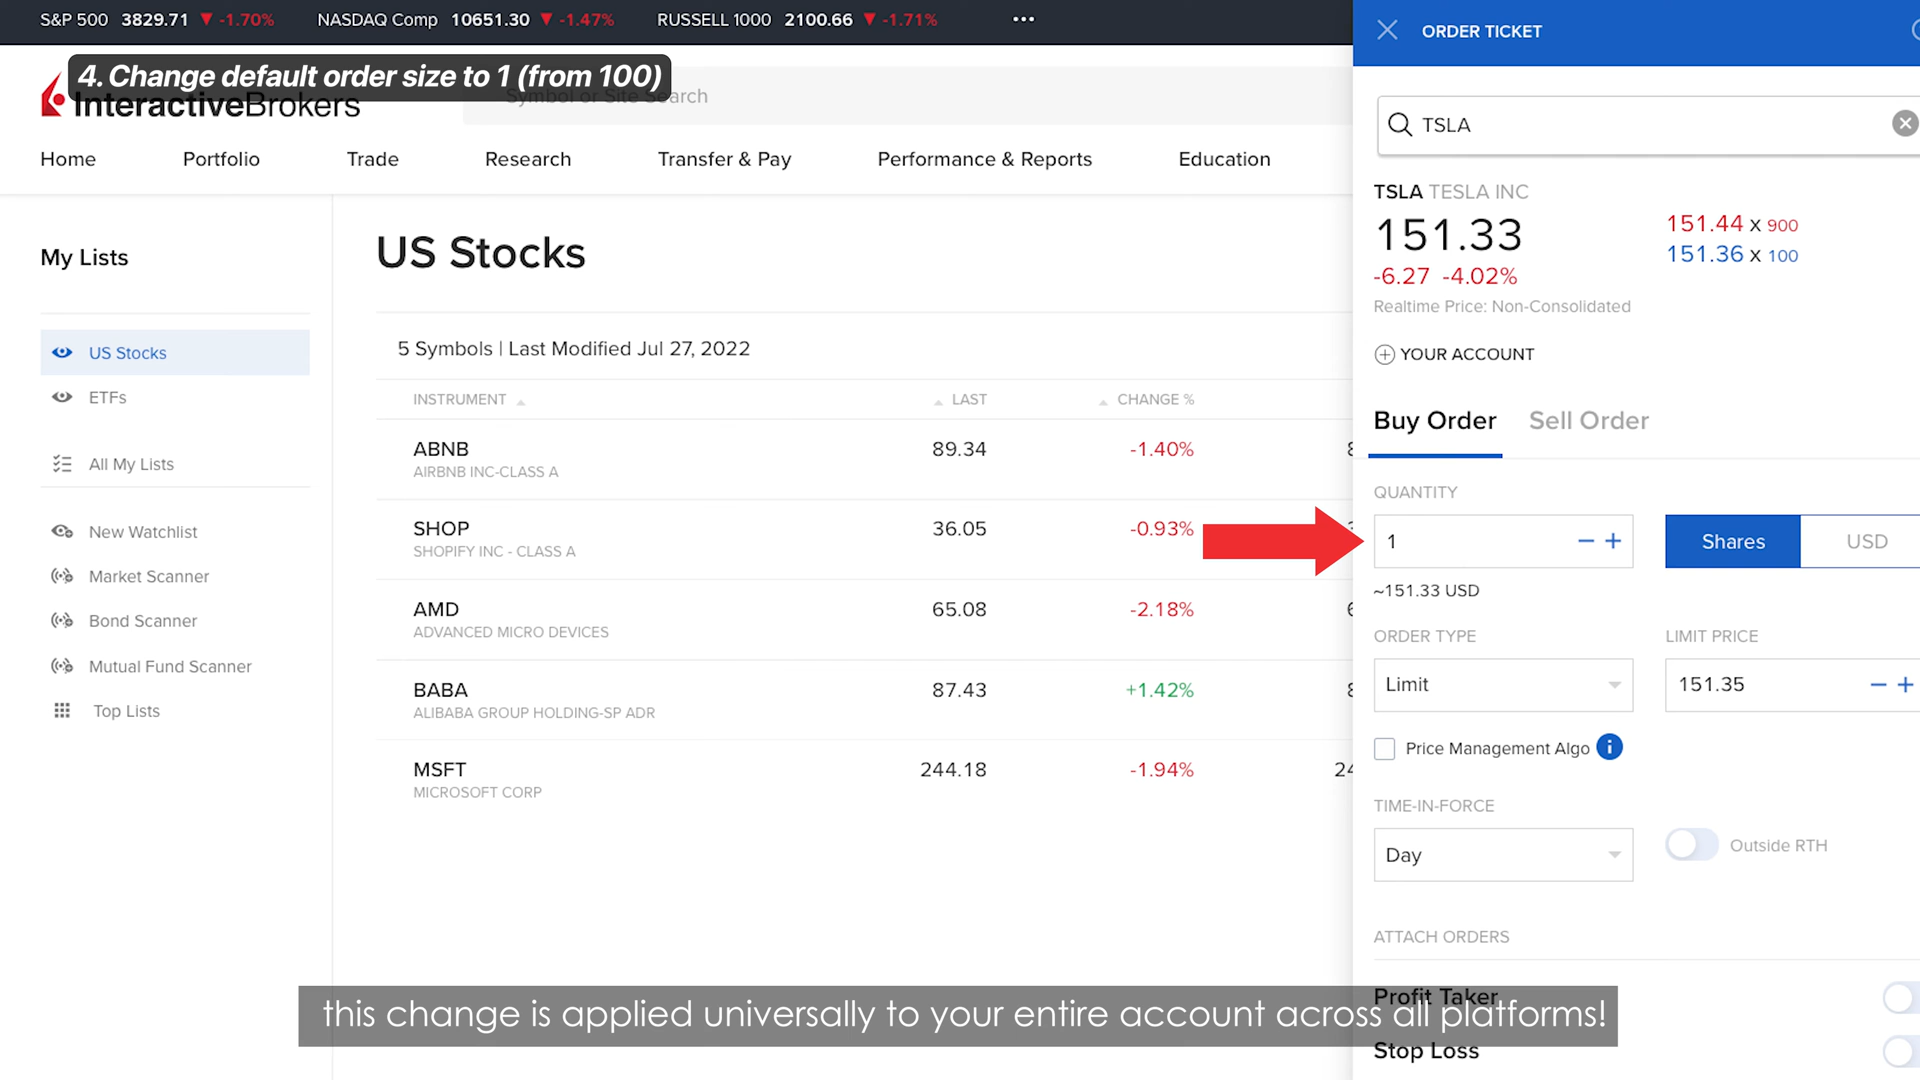 S&P 500 3829.71 ▼ -1.70% NASDAQ Comp 10651.30 ▼ -1.47% RUSSELL 1000 2100.66 ▼ -1.71% •••
4. Change default order size to 1 (from 100)
InteractiveBrokers
Symbol or Site Search
Home Portfolio Trade Research Transfer & Pay Performance & Reports Education
My Lists
US Stocks
ETFs
All My Lists
New Watchlist
Market Scanner
Bond Scanner
Mutual Fund Scanner
Top Lists
US Stocks
5 Symbols | Last Modified Jul 27, 2022
INSTRUMENT LAST CHANGE %
ABNB 89.34 -1.40% 8
AIRBNB INC-CLASS A
SHOP 36.05 -0.93%
SHOPIFY INC - CLASS A
AMD 65.08 -2.18% 6
ADVANCED MICRO DEVICES
BABA 87.43 +1.42% 8
ALIBABA GROUP HOLDING-SP ADR
MSFT 244.18 -1.94% 24
MICROSOFT CORP
ORDER TICKET
TSLA
TSLA TESLA INC
151.33
151.44 x 900
151.36 x 100
-6.27 -4.02%
Realtime Price: Non-Consolidated
YOUR ACCOUNT
Buy Order Sell Order
QUANTITY
1 − + Shares USD
~151.33 USD
ORDER TYPE LIMIT PRICE
Limit 151.35 − +
Price Management Algo i
TIME-IN-FORCE
Day Outside RTH
ATTACH ORDERS
Profit Taker
Stop Loss
this change is applied universally to your entire account across all platforms!